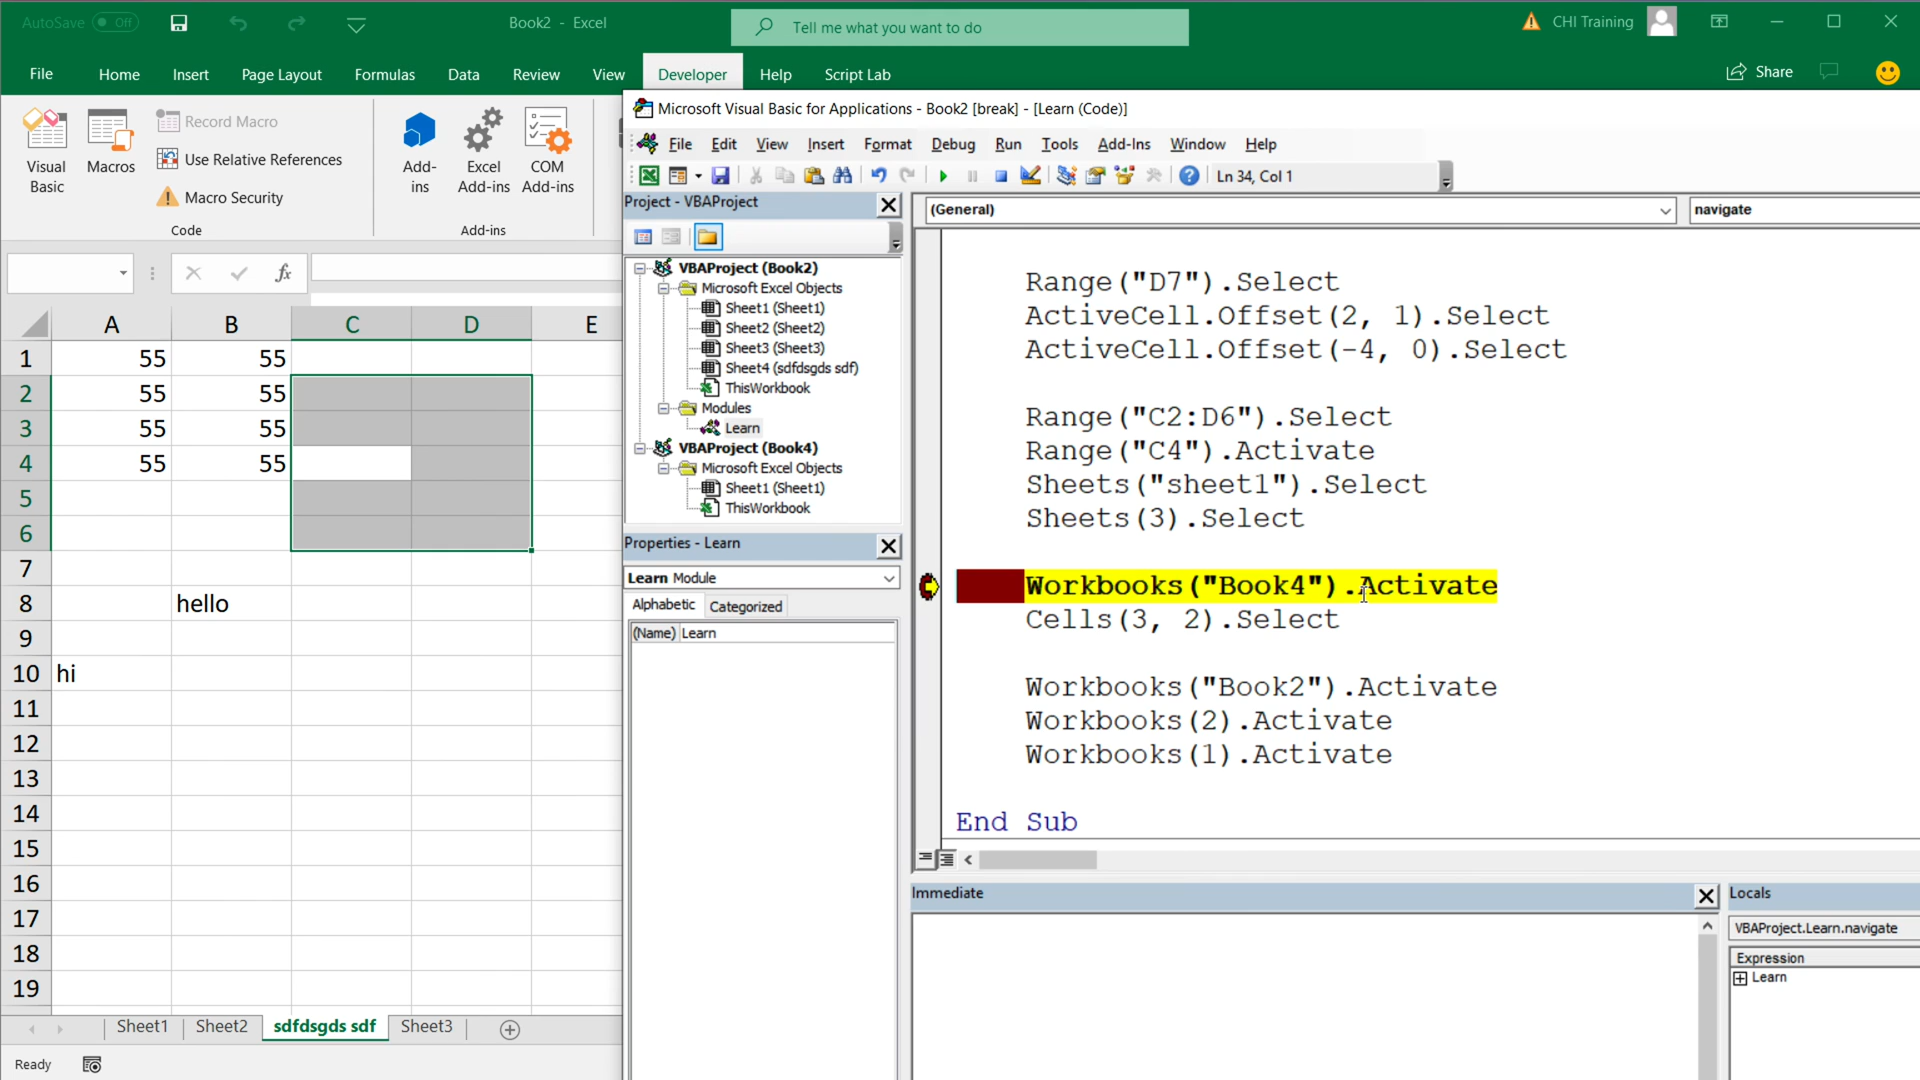 AutoSave Off
Book2 - Excel
Tell me what you want to do
CHI Training
File Home Insert Page Layout Formulas Data Review View Developer Help Script Lab
Share
Visual Basic
Macros
Record Macro
Use Relative References
Macro Security
Code
Add-ins
Excel Add-ins
COM Add-ins
Add-ins
fx
A B C D E
1 55 55
2 55 55
3 55 55
4 55 55
5
6
7
8 hello
9
10 hi
11
12
13
14
15
16
17
18
19
Sheet1 Sheet2 sdfdsgds sdf Sheet3
Ready
Microsoft Visual Basic for Applications - Book2 [break] - [Learn (Code)]
File Edit View Insert Format Debug Run Tools Add-Ins Window Help
Ln 34, Col 1
Project - VBAProject
VBAProject (Book2)
Microsoft Excel Objects
Sheet1 (Sheet1)
Sheet2 (Sheet2)
Sheet3 (Sheet3)
Sheet4 (sdfdsgds sdf)
ThisWorkbook
Modules
Learn
VBAProject (Book4)
Microsoft Excel Objects
Sheet1 (Sheet1)
ThisWorkbook
Properties - Learn
Learn Module
Alphabetic Categorized
(Name) Learn
(General)
navigate
Range("D7").Select
ActiveCell.Offset(2, 1).Select
ActiveCell.Offset(-4, 0).Select
Range("C2:D6").Select
Range("C4").Activate
Sheets("sheet1").Select
Sheets(3).Select
Workbooks("Book4").Activate
Cells(3, 2).Select
Workbooks("Book2").Activate
Workbooks(2).Activate
Workbooks(1).Activate
End Sub
Immediate
Locals
VBAProject.Learn.navigate
Expression
Learn